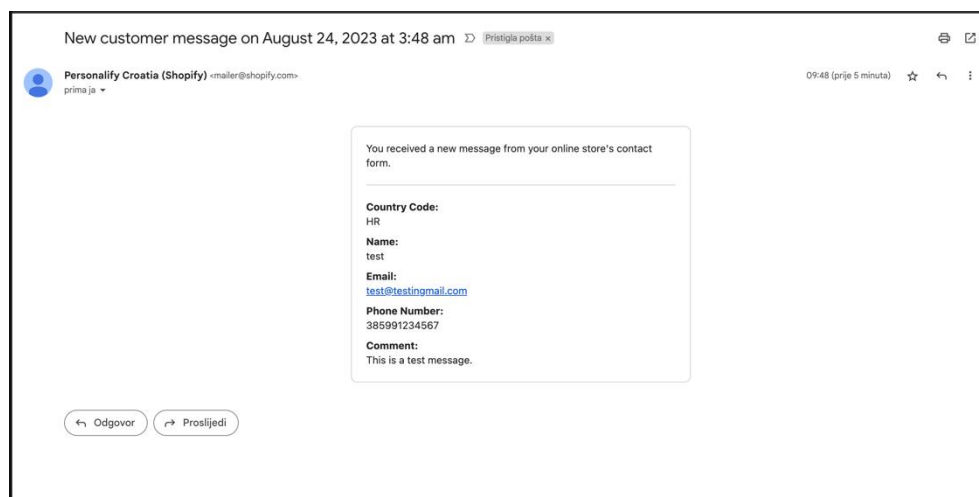 New customer message on August 24, 2023 at 3:48 am Pristigla pošta x
Personalify Croatia (Shopify) <mailer@shopify.com>
09:48 (prije 5 minuta)
prima ja
You received a new message from your online store's contact
form.
Country Code:
HR
Name:
test
Email:
test@testingmail.com
Phone Number:
385991234567
Comment:
This is a test message.
Odgovor Proslijedi